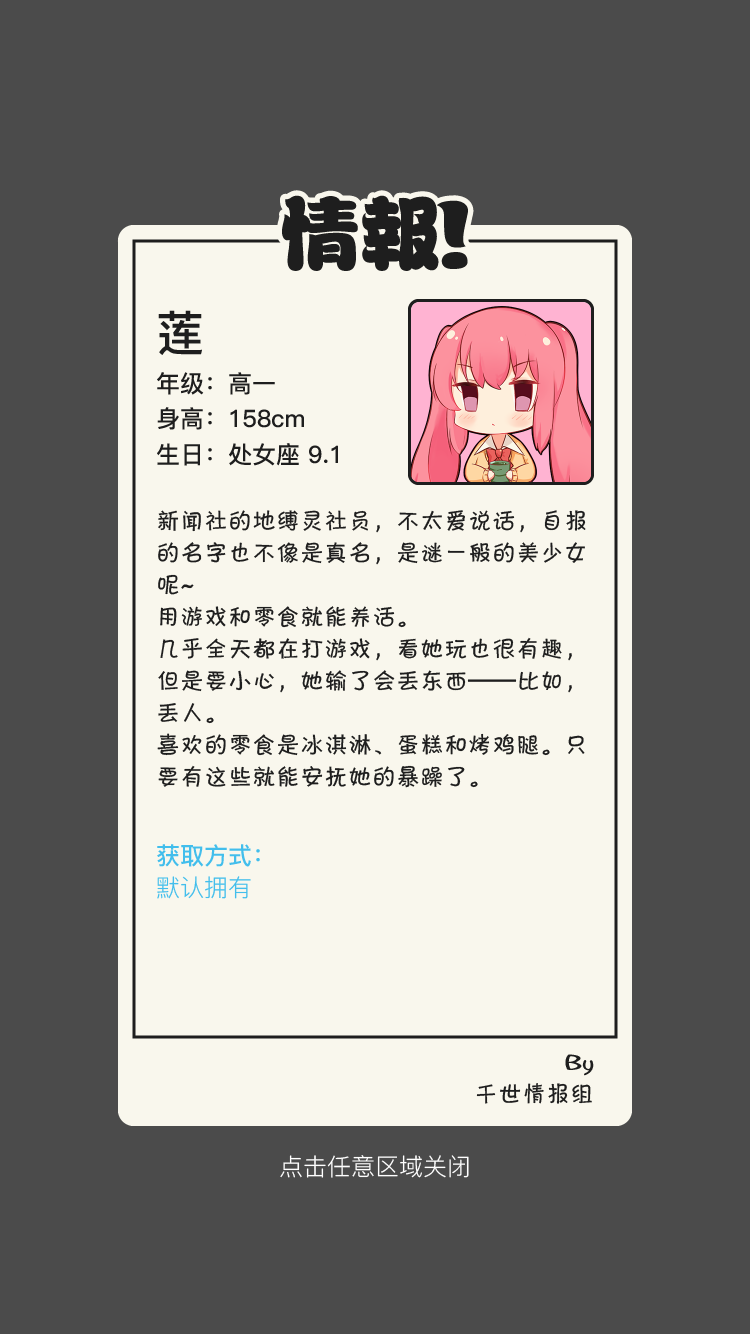 情報!
莲
年级：高一
身高：158cm
生日：处女座 9.1
新闻社的地缚灵社员，不太爱说话，自报
的名字也不像是真名，是谜一般的美少女
呢~
用游戏和零食就能养活。
几乎全天都在打游戏，看她玩也很有趣，
但是要小心，她输了会丢东西——比如，
丢人。
喜欢的零食是冰淇淋、蛋糕和烤鸡腿。只
要有这些就能安抚她的暴躁了。
获取方式：
默认拥有
By
千世情报组
点击任意区域关闭